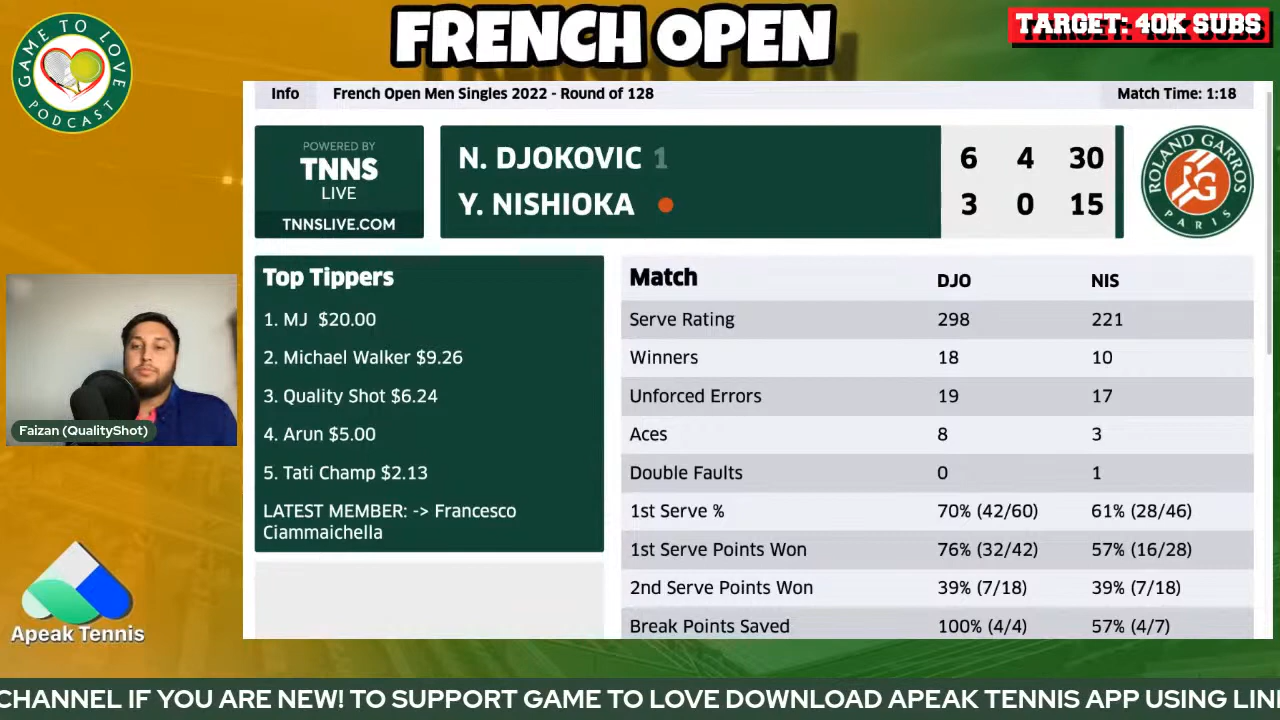 GAME TO LOVE
PODCAST
FRENCH OPEN
TARGET: 40K SUBS
Info French Open Men Singles 2022 - Round of 128 Match Time: 1:18
POWERED BY
TNNS
LIVE
TNNSLIVE.COM
N. DJOKOVIC 1 6 4 30
Y. NISHIOKA 3 0 15
ROLAND GARROS
RG
PARIS
Top Tippers
1. MJ $20.00
2. Michael Walker $9.26
3. Quality Shot $6.24
4. Arun $5.00
5. Tati Champ $2.13
LATEST MEMBER: -> Francesco
Ciammaichella
Match DJO NIS
Serve Rating 298 221
Winners 18 10
Unforced Errors 19 17
Aces 8 3
Double Faults 0 1
1st Serve % 70% (42/60) 61% (28/46)
1st Serve Points Won 76% (32/42) 57% (16/28)
2nd Serve Points Won 39% (7/18) 39% (7/18)
Break Points Saved 100% (4/4) 57% (4/7)
Faizan (QualityShot)
Apeak Tennis
CHANNEL IF YOU ARE NEW! TO SUPPORT GAME TO LOVE DOWNLOAD APEAK TENNIS APP USING LIN